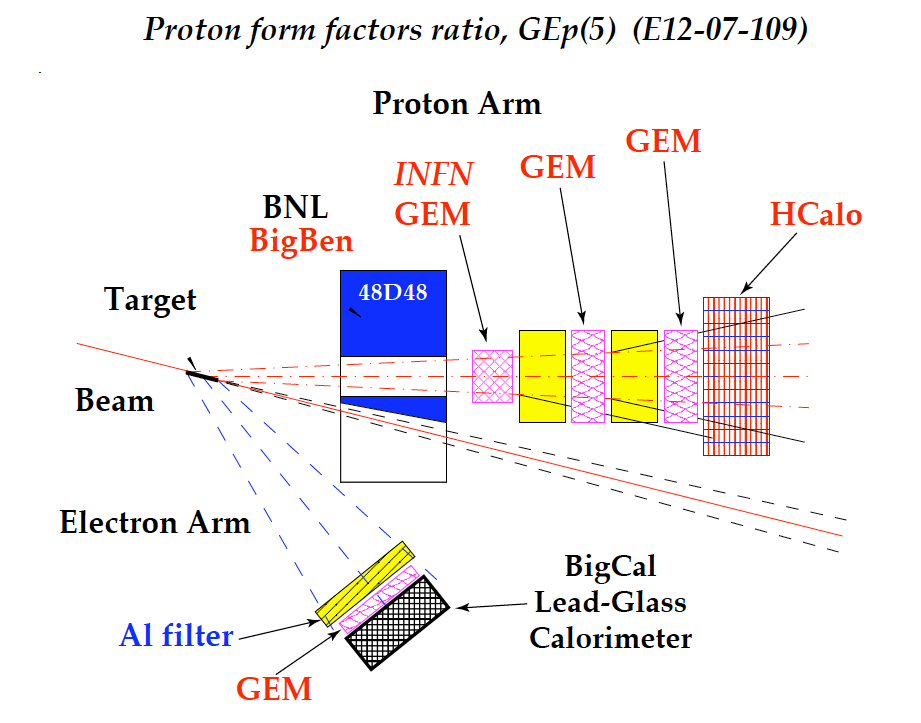 Proton form factors ratio, GEp(5) (E12-07-109)
Proton Arm
GEM
GEM
INFN
GEM
BNL
BigBen
HCalo
48D48
Target
Beam
Electron Arm
BigCal
Lead-Glass
Calorimeter
Al filter
GEM